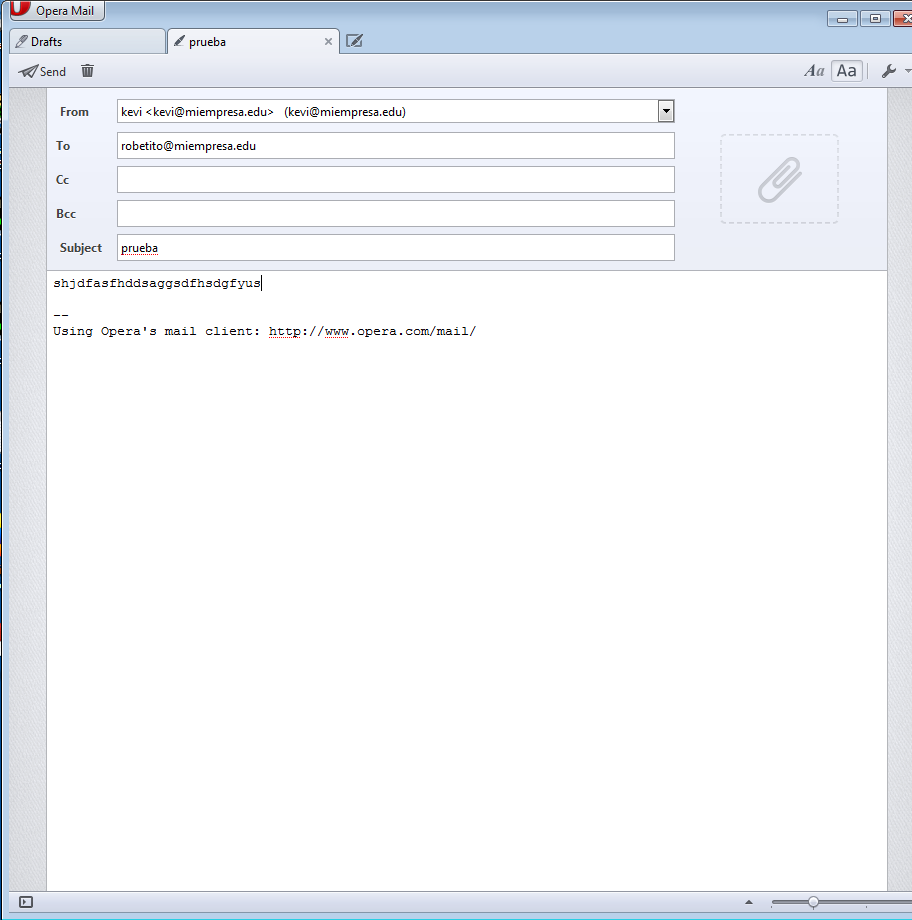 Opera Mail
Drafts
prueba
Send
Aa Aa
From kevi <kevi@miempresa.edu> (kevi@miempresa.edu)
To robetito@miempresa.edu
Cc
Bcc
Subject prueba
shjdfasfhddsaggsdfhsdgfyus
--
Using Opera's mail client: http://www.opera.com/mail/